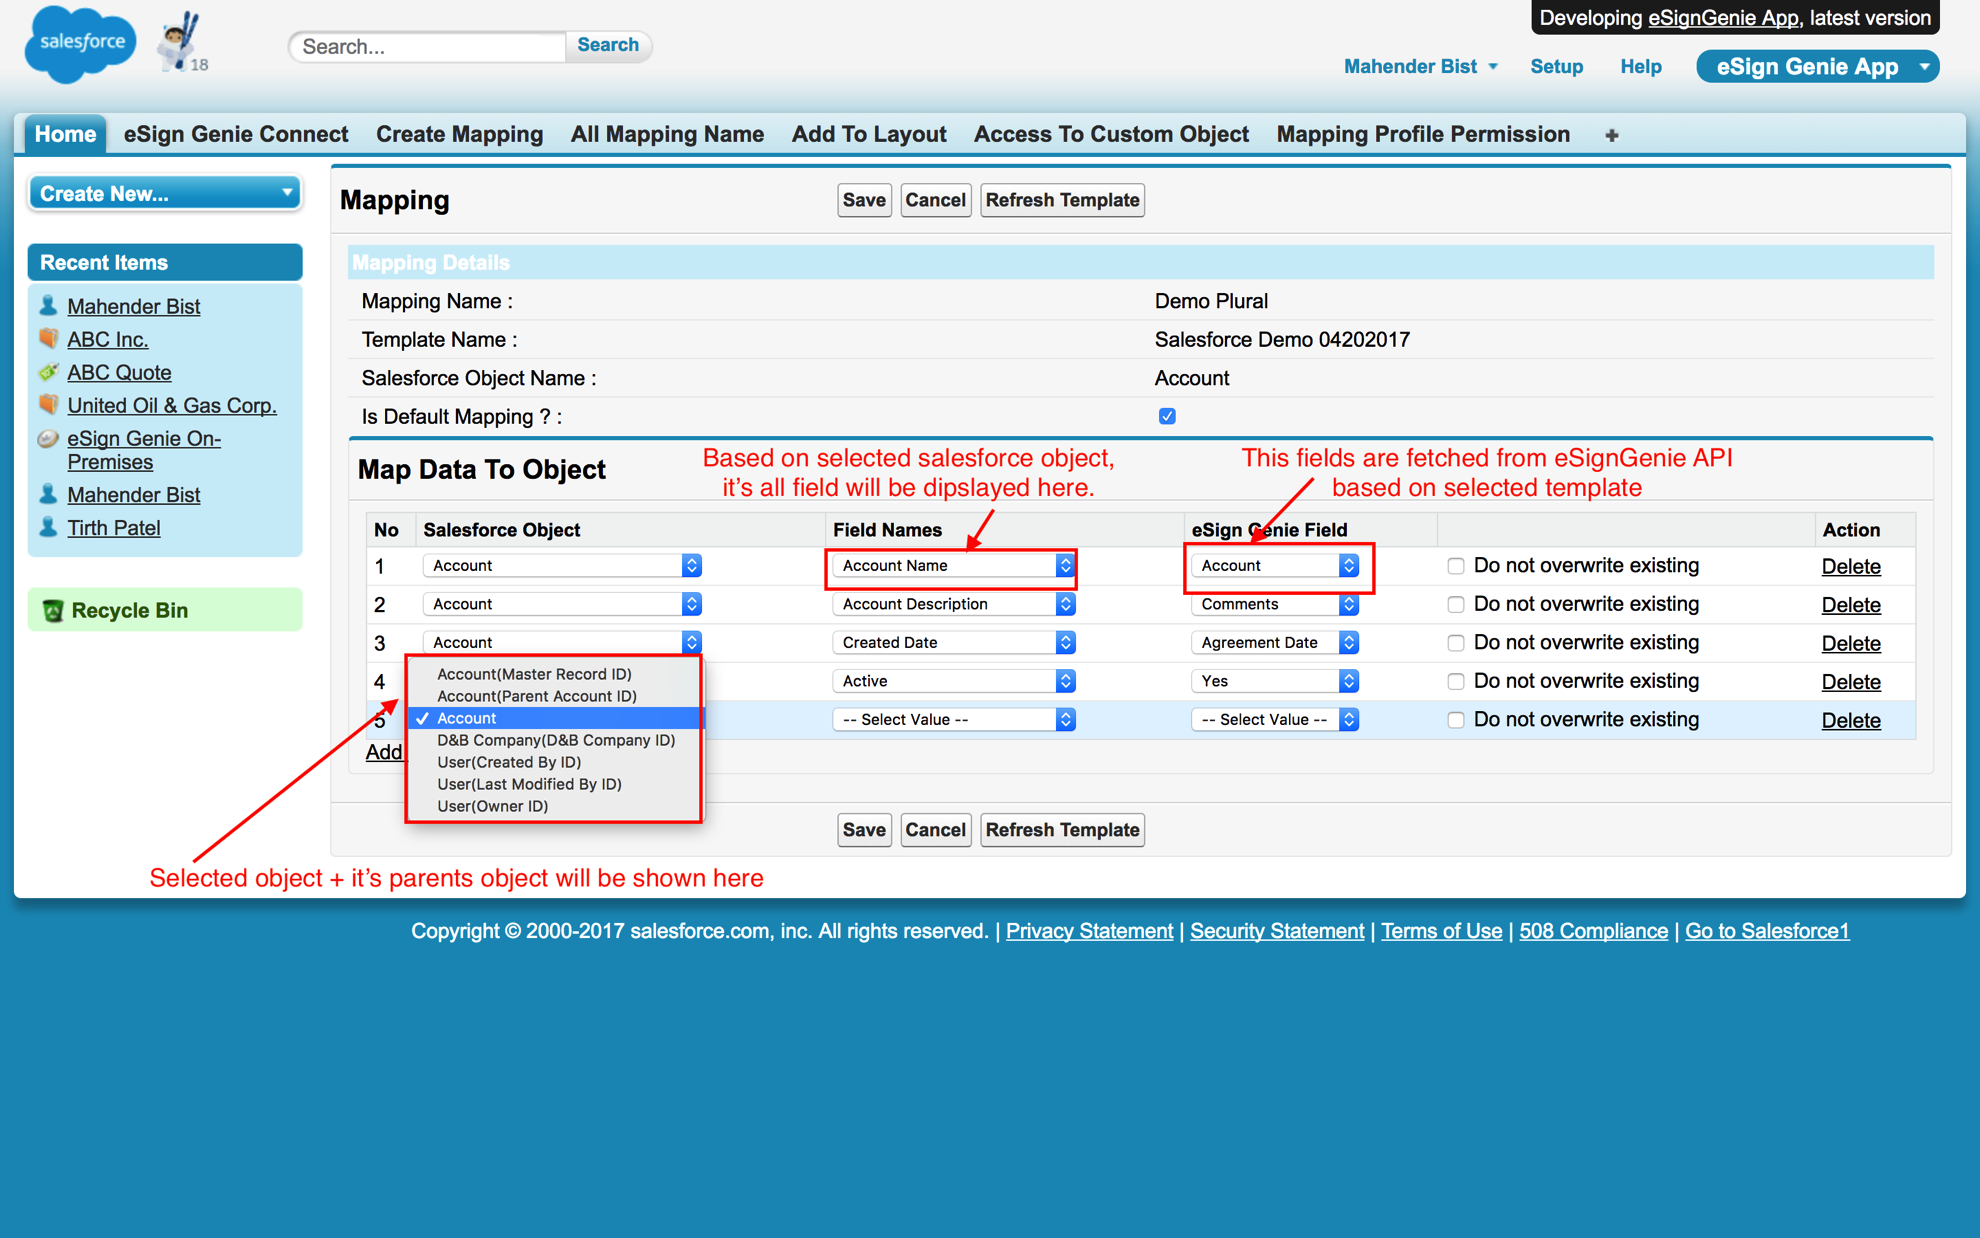 Developing eSignGenie App, latest version
salesforce
18
Search...
Search
Mahender Bist
Setup
Help
eSign Genie App
Home
eSign Genie Connect
Create Mapping
All Mapping Name
Add To Layout
Access To Custom Object
Mapping Profile Permission
+
Create New...
Recent Items
Mahender Bist
ABC Inc.
ABC Quote
United Oil & Gas Corp.
eSign Genie On-
Premises
Mahender Bist
Tirth Patel
Recycle Bin
Mapping
Save
Cancel
Refresh Template
Mapping Details
Mapping Name :
Demo Plural
Template Name :
Salesforce Demo 04202017
Salesforce Object Name :
Account
Is Default Mapping ? :
Map Data To Object
Based on selected salesforce object,
it's all field will be dipslayed here.
This fields are fetched from eSignGenie API
based on selected template
No Salesforce Object Field Names eSign Genie Field Action
1 Account Account Name Account Do not overwrite existing Delete
2 Account Account Description Comments Do not overwrite existing Delete
3 Account Created Date Agreement Date Do not overwrite existing Delete
4 Active Yes Do not overwrite existing Delete
5 -- Select Value -- -- Select Value -- Do not overwrite existing Delete
Account(Master Record ID)
Account(Parent Account ID)
Account
D&B Company(D&B Company ID)
User(Created By ID)
User(Last Modified By ID)
User(Owner ID)
Add
Save
Cancel
Refresh Template
Selected object + it's parents object will be shown here
Copyright © 2000-2017 salesforce.com, inc. All rights reserved. | Privacy Statement | Security Statement | Terms of Use | 508 Compliance | Go to Salesforce1